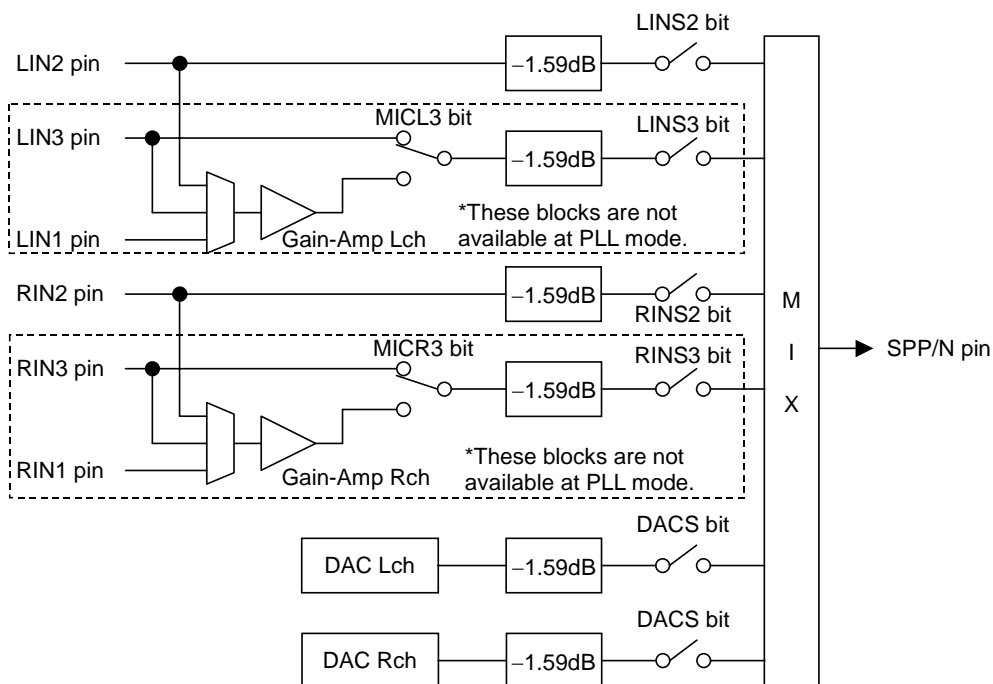 LINS2 bit
LIN2 pin
−1.59dB
MICL3 bit
LINS3 bit
LIN3 pin
−1.59dB
*These blocks are not
available at PLL mode.
LIN1 pin
Gain-Amp Lch
RIN2 pin
−1.59dB
RINS2 bit
M
I
X
SPP/N pin
MICR3 bit
RINS3 bit
RIN3 pin
−1.59dB
*These blocks are not
available at PLL mode.
RIN1 pin
Gain-Amp Rch
DACS bit
DAC Lch
−1.59dB
DACS bit
DAC Rch
−1.59dB